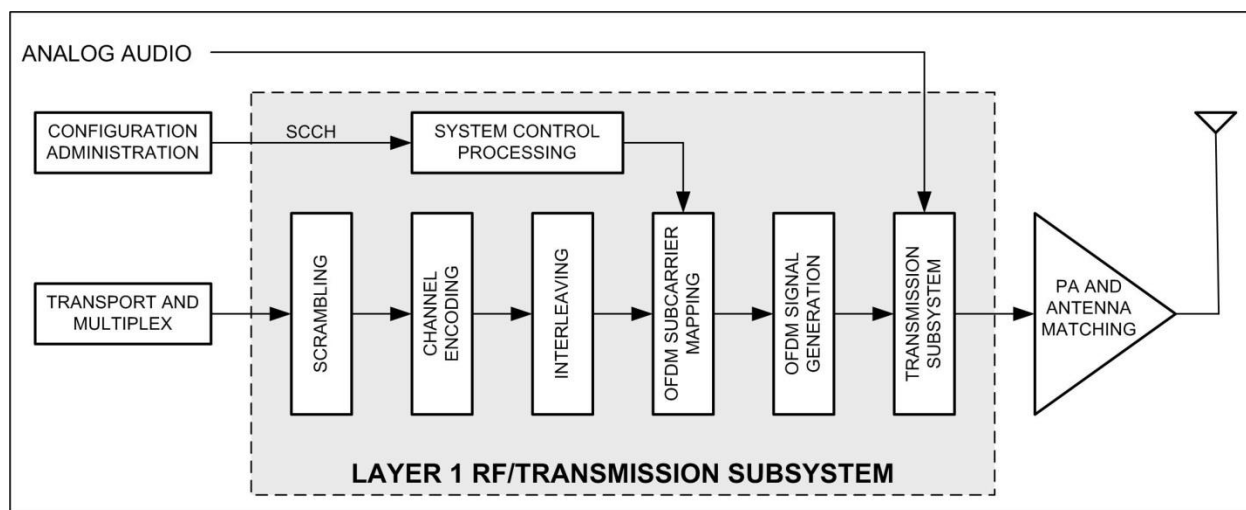 ANALOG AUDIO
CONFIGURATION
ADMINISTRATION
SCCH
SYSTEM CONTROL
PROCESSING
TRANSPORT AND
MULTIPLEX
SCRAMBLING
CHANNEL
ENCODING
INTERLEAVING
OFDM SUBCARRIER
MAPPING
OFDM SIGNAL
GENERATION
TRANSMISSION
SUBSYSTEM
PA AND
ANTENNA
MATCHING
LAYER 1 RF/TRANSMISSION SUBSYSTEM